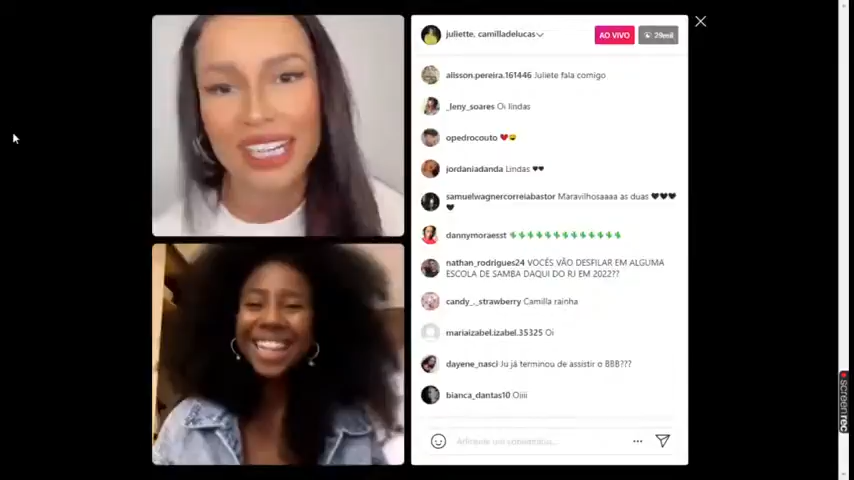 juliette, camilladelucas
AO VIVO
29mil
alisson.pereira.161446 Juliete fala comigo
_leny_soares Oi lindas
opedrocouto
jordaniadanda Lindas
samuelwagnercorreiabastor Maravilhosaaaa as duas
dannymoraesst
nathan_rodrigues24 VOCÊS VÃO DESFILAR EM ALGUMA
ESCOLA DE SAMBA DAQUI DO RJ EM 2022??
candy_._strawberry Camilla rainha
mariaizabel.izabel.35325 Oi
dayene_nasci Ju já terminou de assistir o BBB???
bianca_dantas10 Oiiii
Adicione um comentário...
screenrec